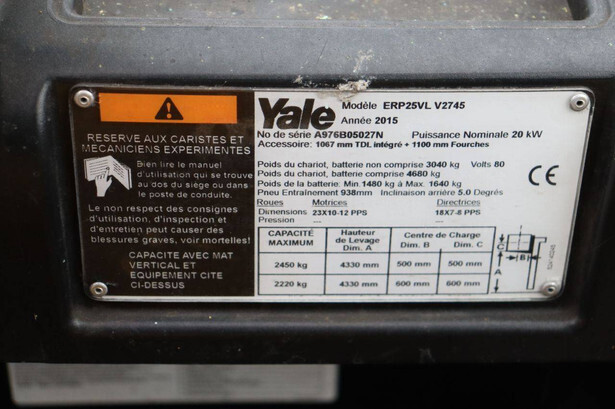 RESERVE AUX CARISTES ET
MECANICIENS EXPERIMENTES
Bien lire le manuel
d'utilisation qui se trouve
au dos du siège ou dans
le poste de conduite.
Le non respect des consignes
d'utilisation, d'inspection et
d'entretien peut causer des
blessures graves, voir mortelles!
CAPACITE AVEC MAT
VERTICAL ET
EQUIPEMENT CITE
CI-DESSUS
Yale
Modèle ERP25VL V2745
Année 2015
No de série A976B05027N Puissance Nominale 20 kW
Accessoire: 1067 mm TDL intégré + 1100 mm Fourches
Poids du chariot, batterie non comprise 3040 kg Volts 80
Poids du chariot, batterie comprise 4680 kg
Poids de la batterie: Min.1480 kg à Max. 1640 kg
Pneu Entraînement 938mm Inclinaison arrière 5.0 Degrés
Roues Motrices Directrices
Dimensions 23X10-12 PPS 18X7-8 PPS
Pression --- ---
CAPACITÉ MAXIMUM Hauteur de Levage Dim. A Centre de Charge Dim. B Dim. C
2450 kg 4330 mm 500 mm 500 mm
2220 kg 4330 mm 600 mm 600 mm
CE
C
B
A